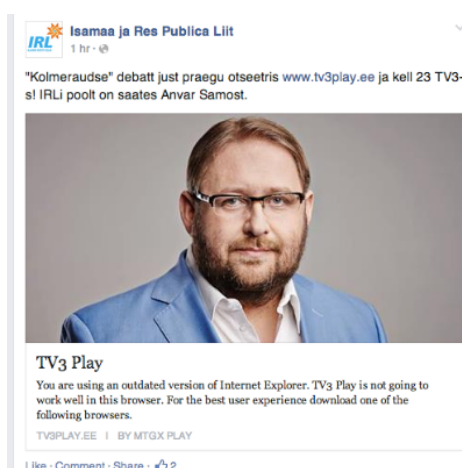 IRL
Isamaa ja Res Publica Liit
1 hr ·
"Kolmeraudse" debatt just praegu otseetris www.tv3play.ee ja kell 23 TV3-
s! IRLi poolt on saates Anvar Samost.
TV3 Play
You are using an outdated version of Internet Explorer. TV3 Play is not going to
work well in this browser. For the best user experience download one of the
following browsers.
TV3PLAY.EE | BY MTGX PLAY
Like · Comment · Share · 2